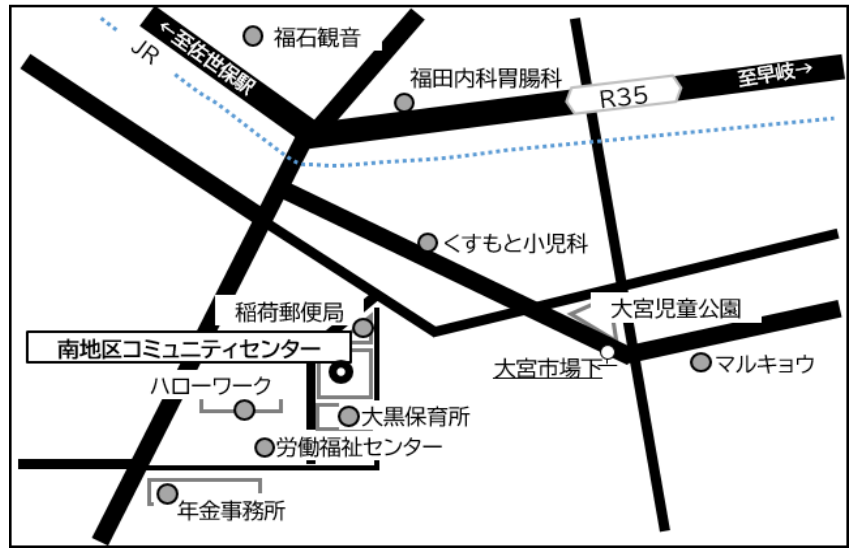 福石観音
←至佐世保駅
JR
福田内科胃腸科
R35
至早岐→
くすもと小児科
稲荷郵便局
大宮児童公園
南地区コミュニティセンター
大宮市場下
マルキョウ
ハローワーク
大黒保育所
労働福祉センター
年金事務所